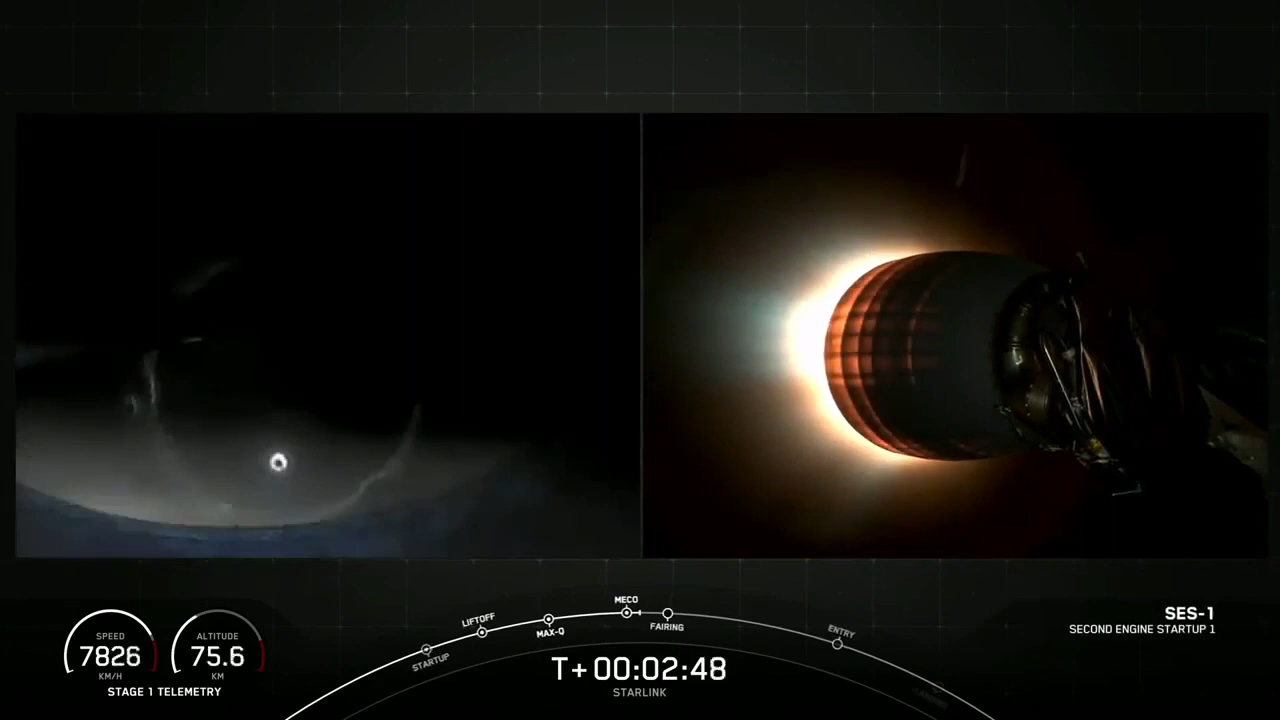 SPEED
7826
KM/H
ALTITUDE
75.6
KM
STAGE 1 TELEMETRY
STARTUP
LIFTOFF
MAX-Q
MECO
FAIRING
ENTRY
T+00:02:48
STARLINK
SES-1
SECOND ENGINE STARTUP 1